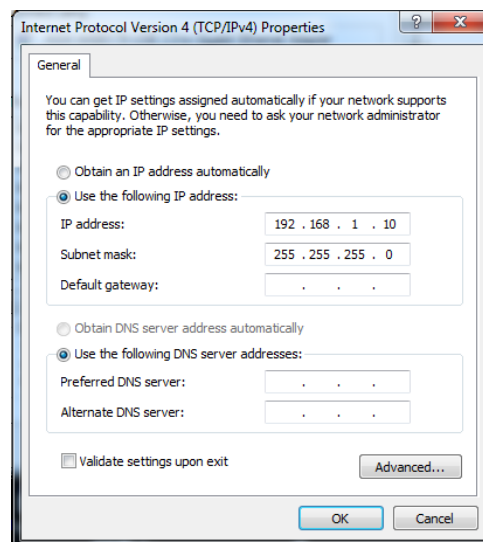 Internet Protocol Version 4 (TCP/IPv4) Properties
General
You can get IP settings assigned automatically if your network supports
this capability. Otherwise, you need to ask your network administrator
for the appropriate IP settings.
Obtain an IP address automatically
Use the following IP address:
IP address: 192 . 168 . 1 . 10
Subnet mask: 255 . 255 . 255 . 0
Default gateway: . . .
Obtain DNS server address automatically
Use the following DNS server addresses:
Preferred DNS server: . . .
Alternate DNS server: . . .
Validate settings upon exit
Advanced...
OK Cancel